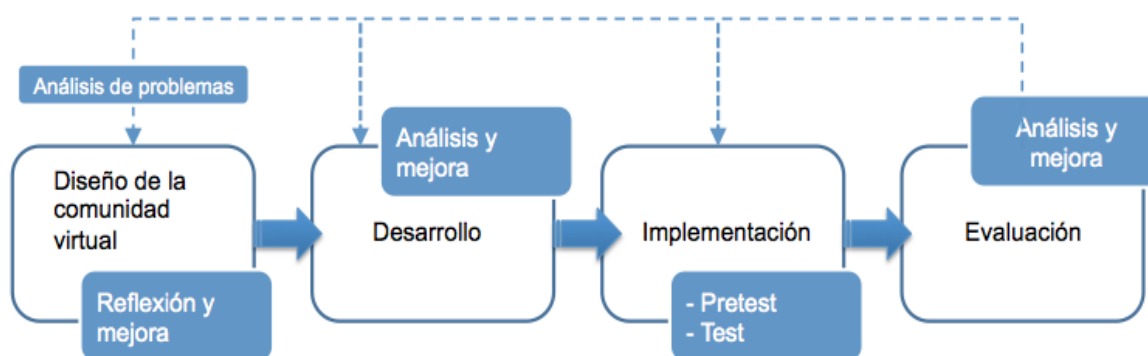 Análisis de problemas
Diseño de la
comunidad
virtual
Reflexión y
mejora
Análisis y
mejora
Desarrollo
Implementación
- Pretest
- Test
Análisis y
mejora
Evaluación